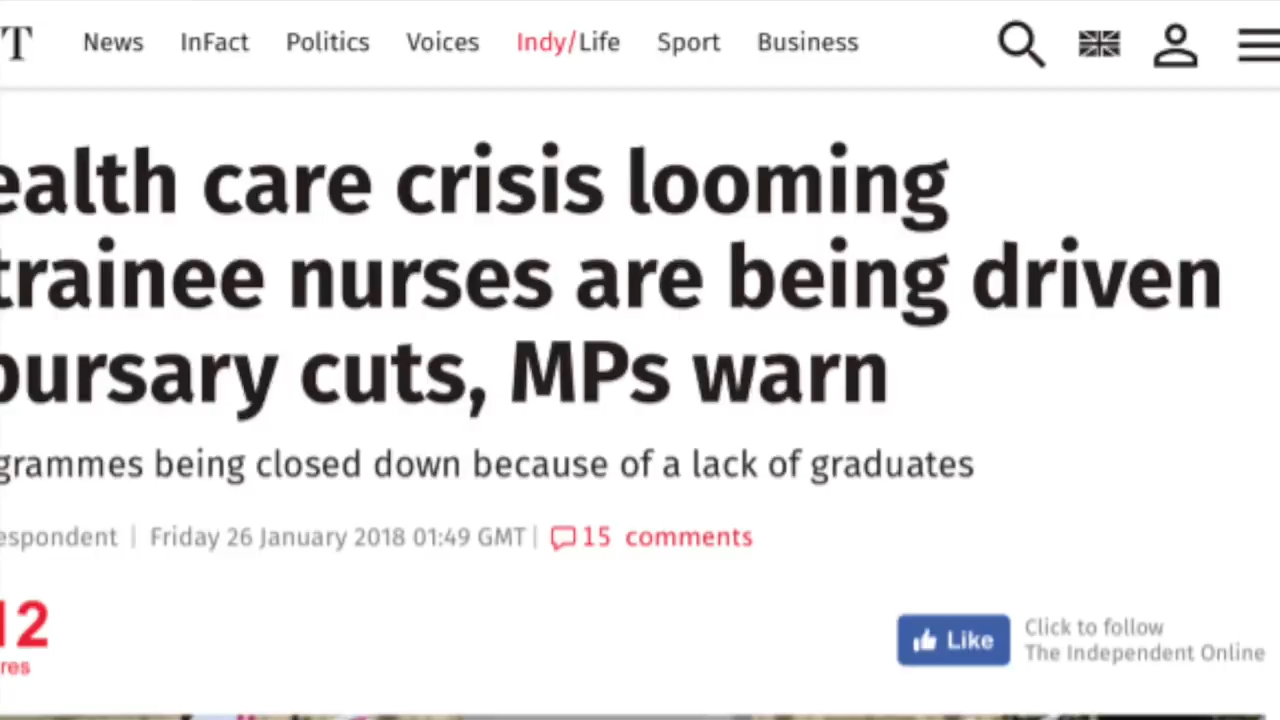 T News InFact Politics Voices Indy/Life Sport Business
ealth care crisis looming
trainee nurses are being driven
bursary cuts, MPs warn
grammes being closed down because of a lack of graduates
espondent | Friday 26 January 2018 01:49 GMT | 15 comments
12
res
Like
Click to follow
The Independent Online